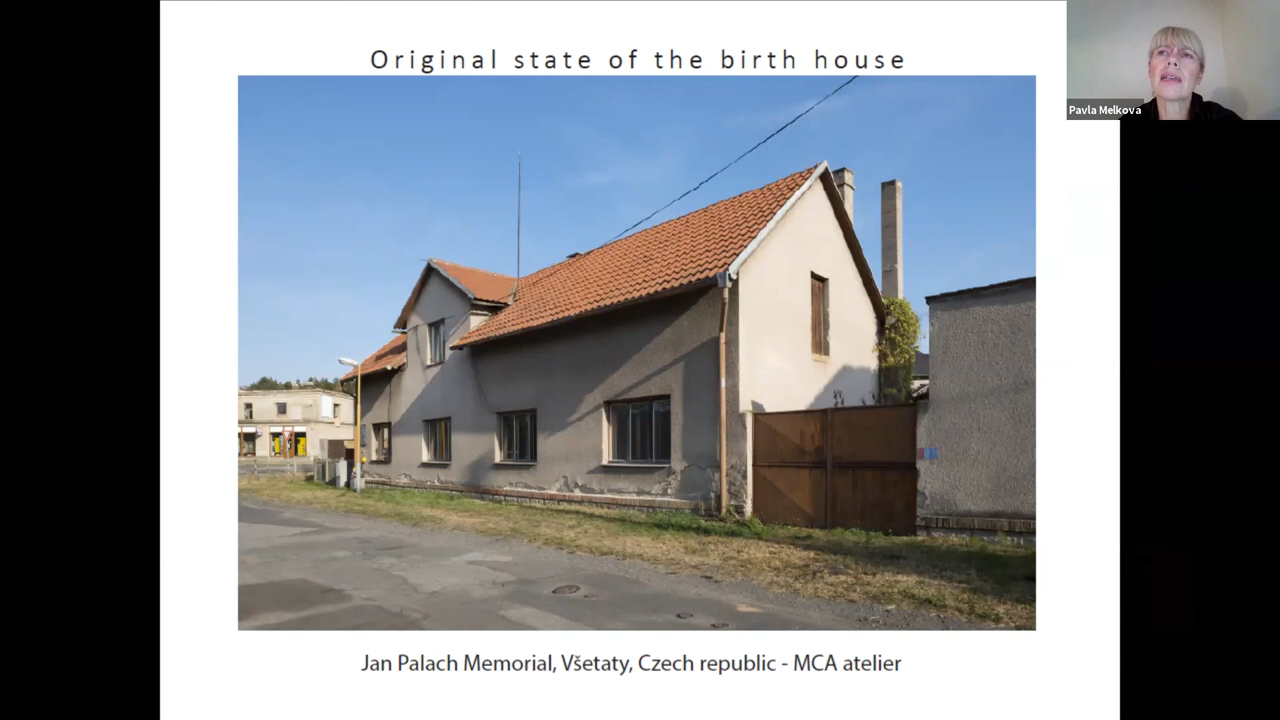 Original state of the birth house
Pavla Melkova
Jan Palach Memorial, Všetaty, Czech republic - MCA atelier